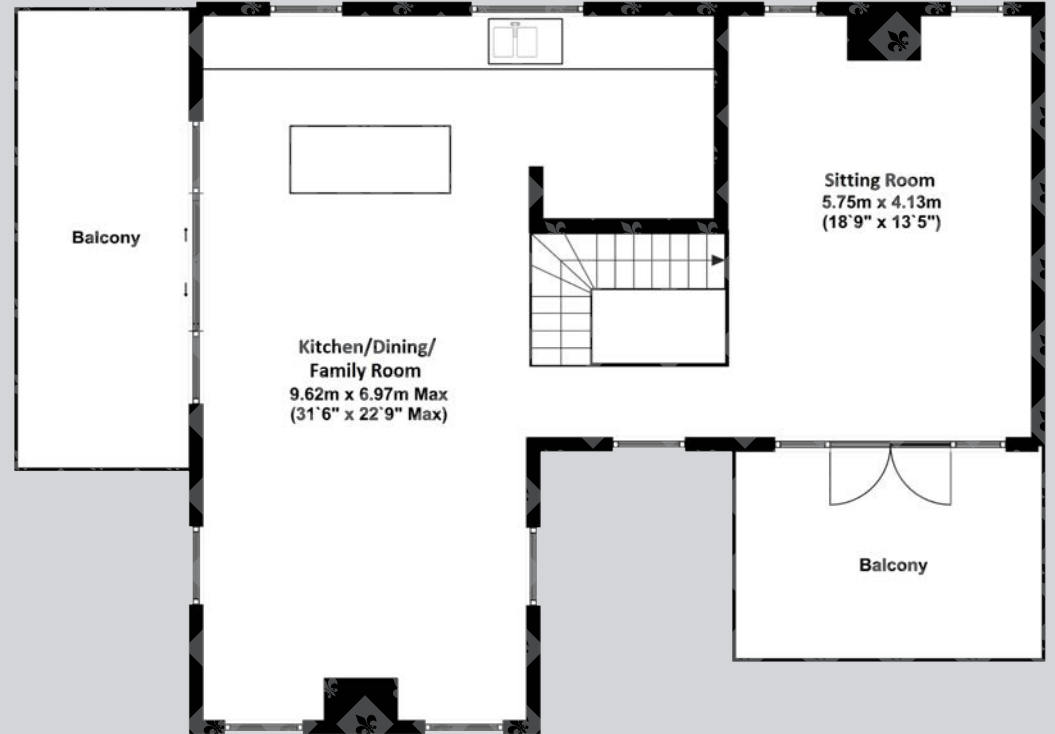 Balcony
Kitchen/Dining/
Family Room
9.62m x 6.97m Max
(31`6" x 22`9" Max)
Sitting Room
5.75m x 4.13m
(18`9" x 13`5")
Balcony